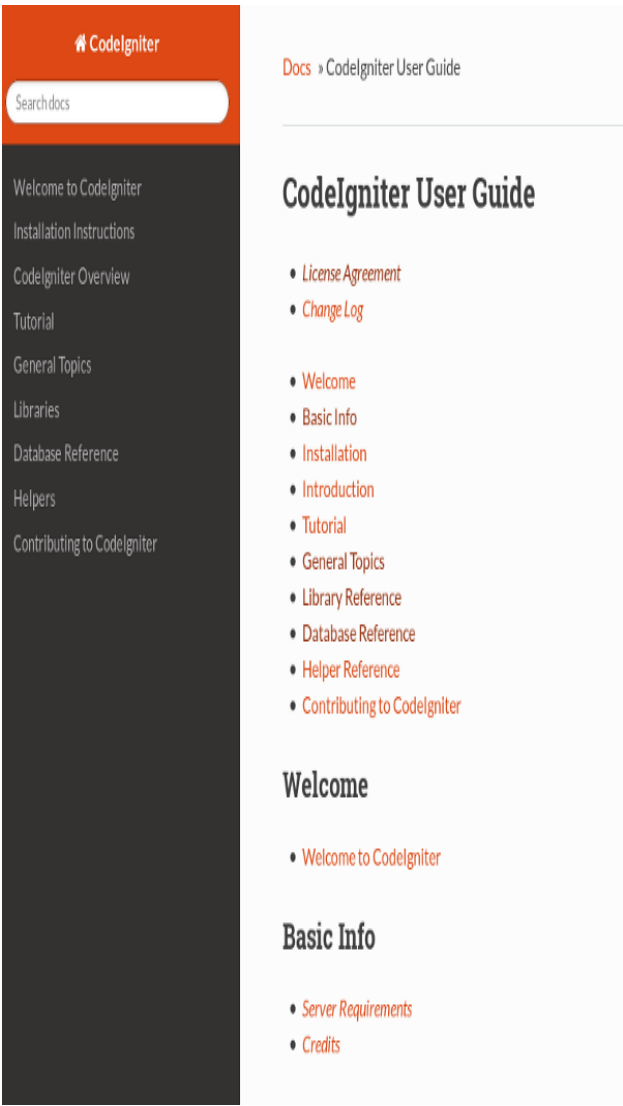 CodeIgniter
Search docs
Welcome to CodeIgniter
Installation Instructions
CodeIgniter Overview
Tutorial
General Topics
Libraries
Database Reference
Helpers
Contributing to CodeIgniter
Docs » CodeIgniter User Guide
CodeIgniter User Guide
• License Agreement
• Change Log
• Welcome
• Basic Info
• Installation
• Introduction
• Tutorial
• General Topics
• Library Reference
• Database Reference
• Helper Reference
• Contributing to CodeIgniter
Welcome
• Welcome to CodeIgniter
Basic Info
• Server Requirements
• Credits